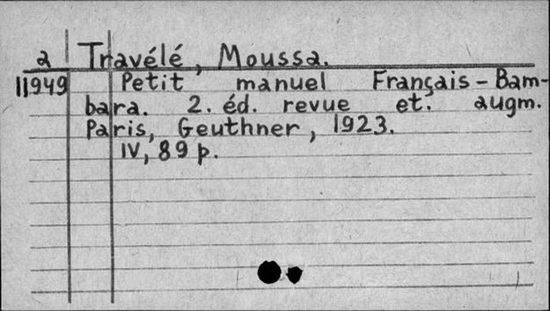 a Travélé, Moussa.
11949 Petit manuel Français-Bam-
bara. 2. éd. revue et. augm.
Paris, Geuthner, 1923.
IV, 89 p.